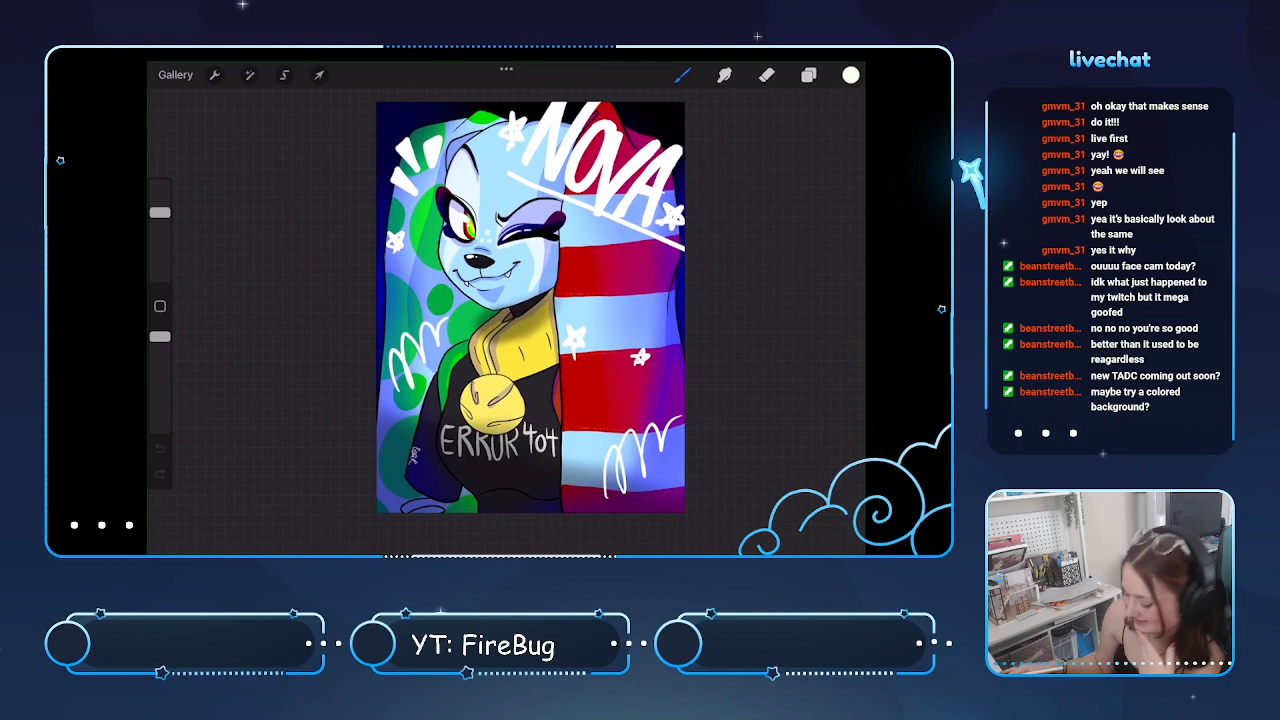 livechat
Gallery
NOVA
ERROR 404
gmvm_31 oh okay that makes sense
gmvm_31 do it!!!
gmvm_31 live first
gmvm_31 yay! 😂
gmvm_31 yeah we will see
gmvm_31 😂
gmvm_31 yep
gmvm_31 yea it's basically look about
the same
gmvm_31 yes it why
beanstreetb... ouuuu face cam today?
beanstreetb... idk what just happened to
my twitch but it mega
goofed
beanstreetb... no no no you're so good
beanstreetb... better than it used to be
reagardless
beanstreetb... new TADC coming out soon?
beanstreetb... maybe try a colored
background?
YT: FireBug